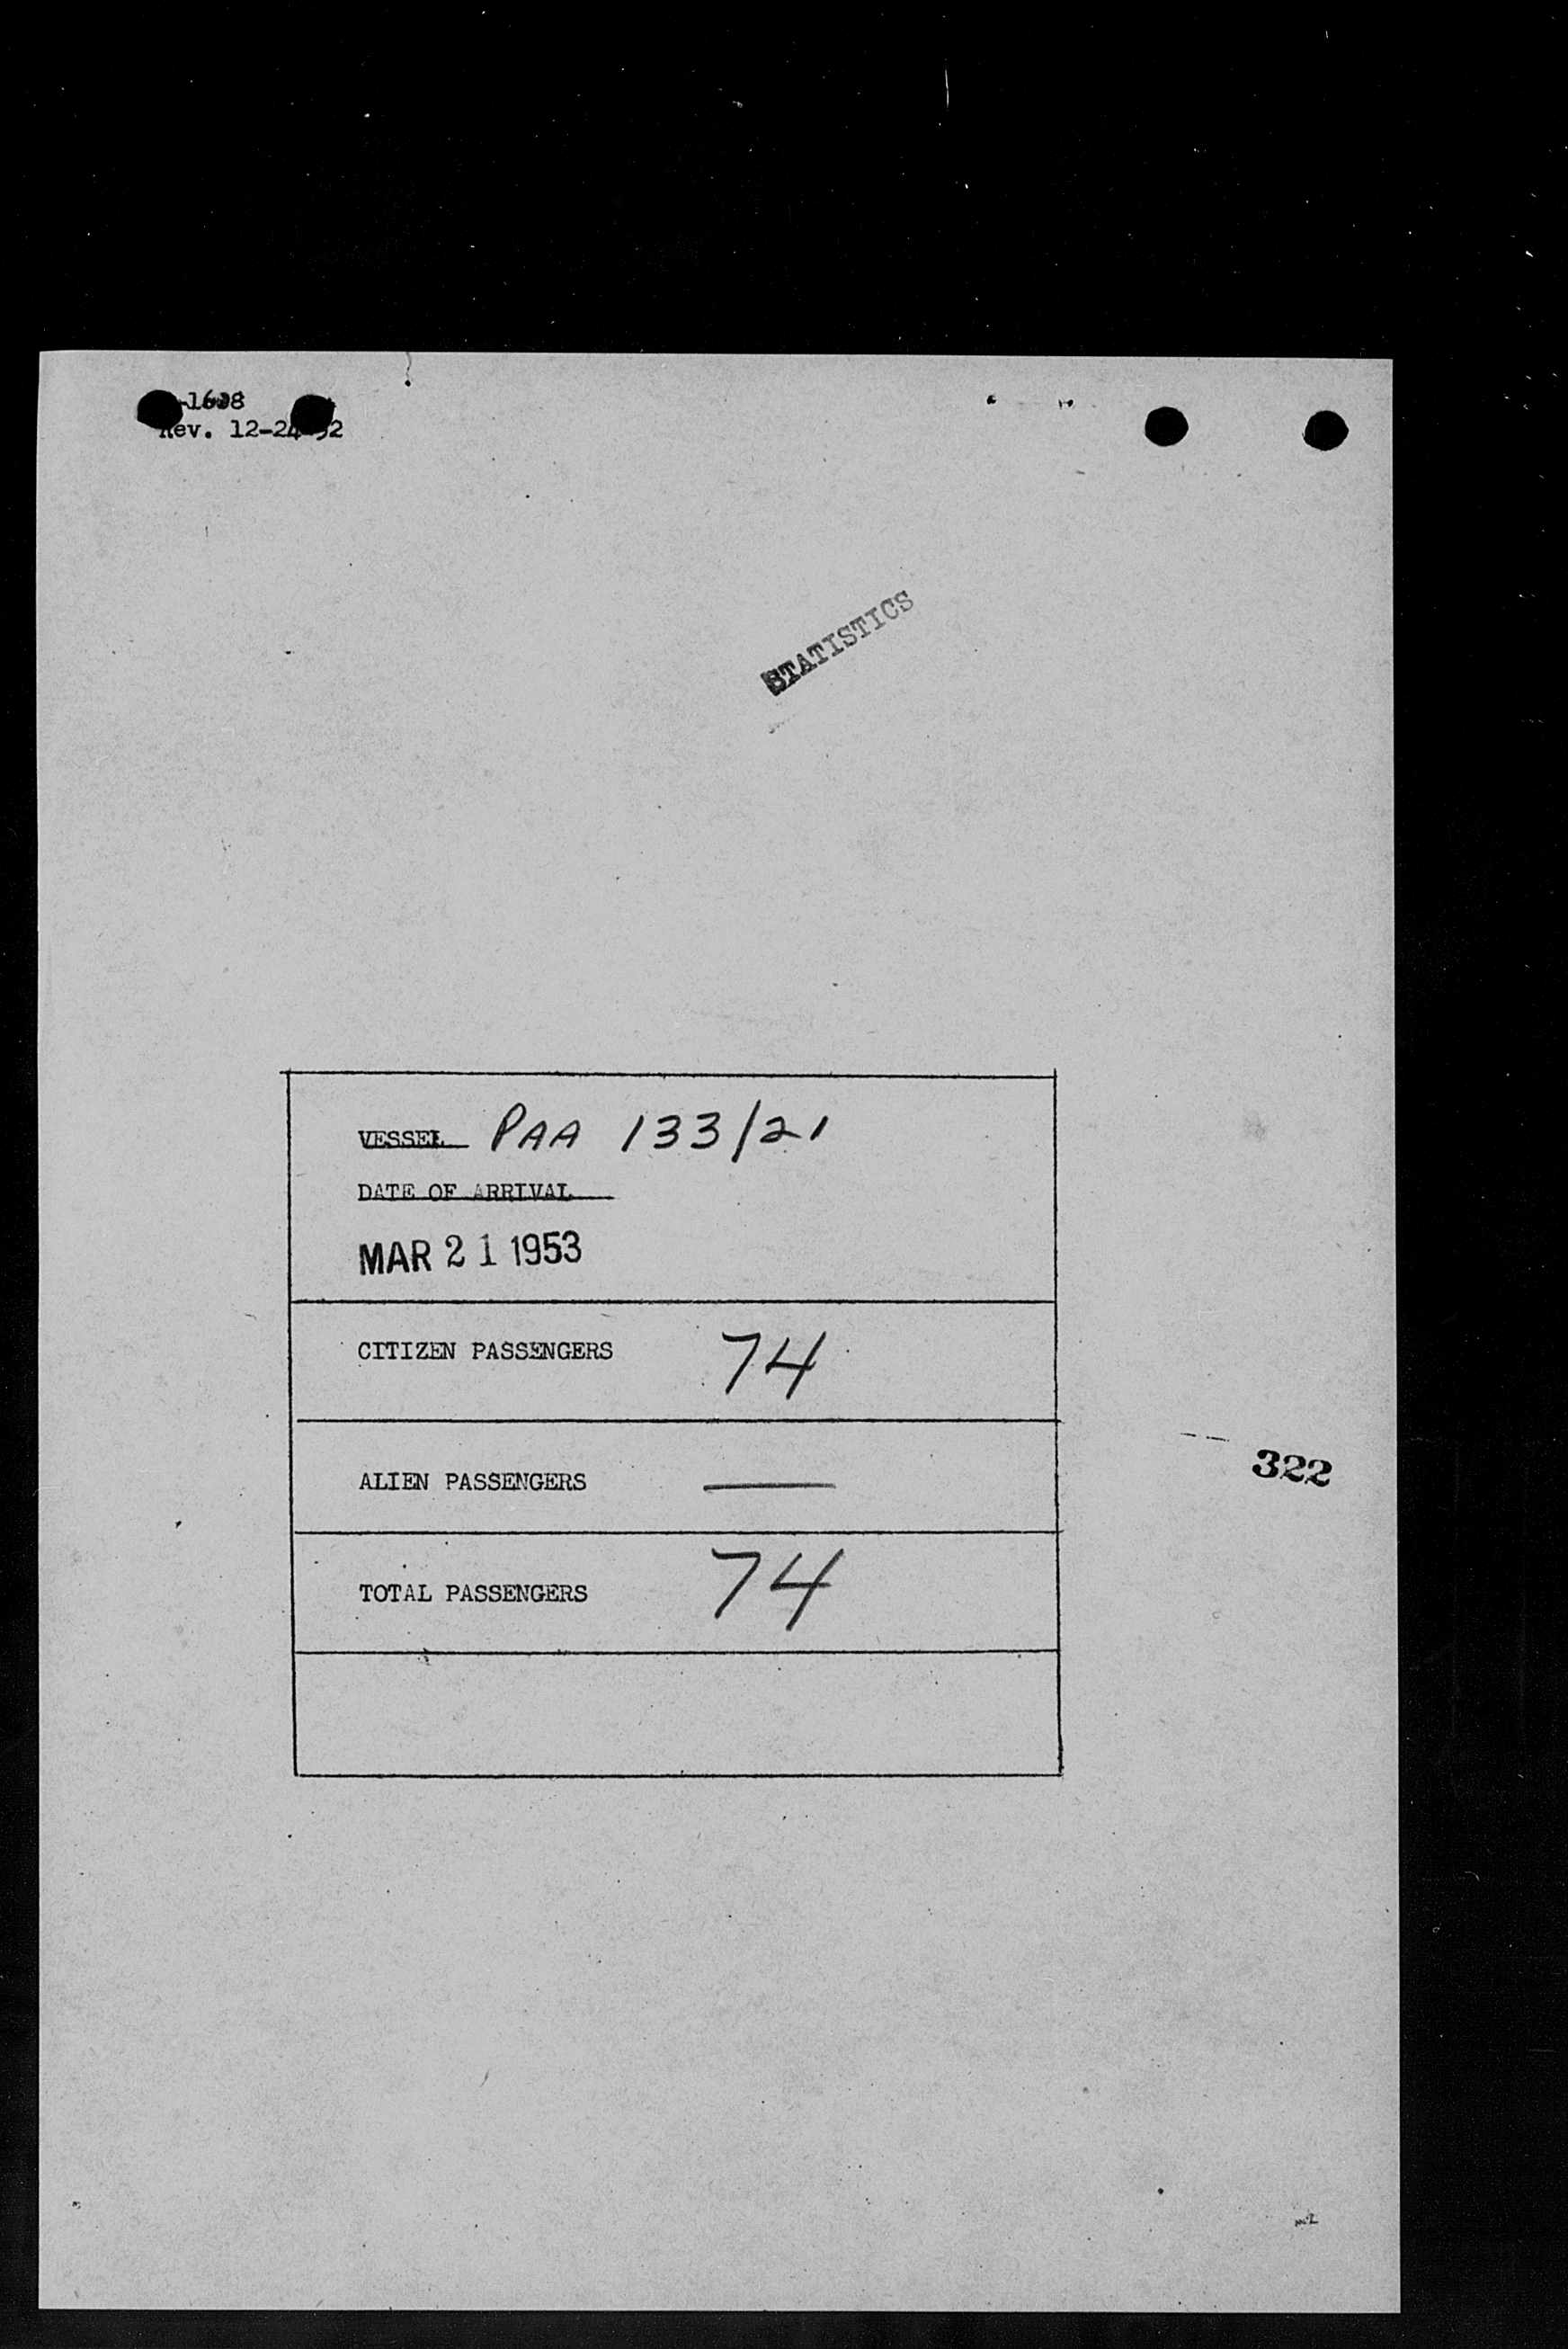 -1608
Rev. 12-24-52
STATISTICS
VESSEL PAA 133/21
DATE OF ARRIVAL
MAR 21 1953
CITIZEN PASSENGERS 74
ALIEN PASSENGERS —
322
TOTAL PASSENGERS 74